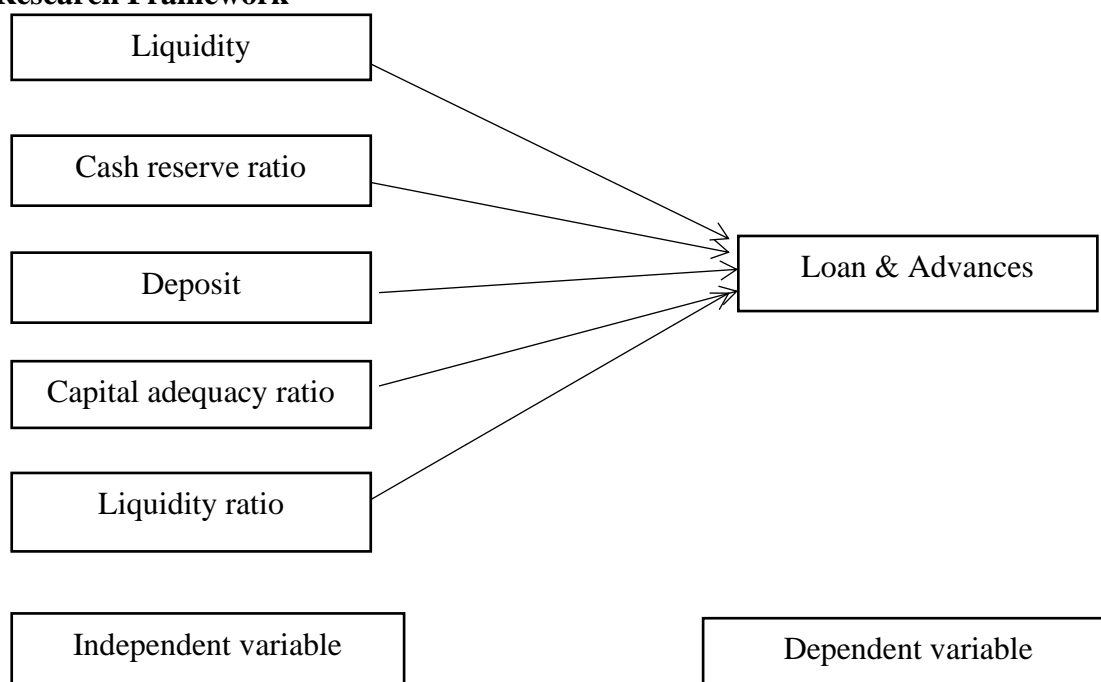 Research Framework
Liquidity
Cash reserve ratio
Deposit
Loan & Advances
Capital adequacy ratio
Liquidity ratio
Independent variable
Dependent variable